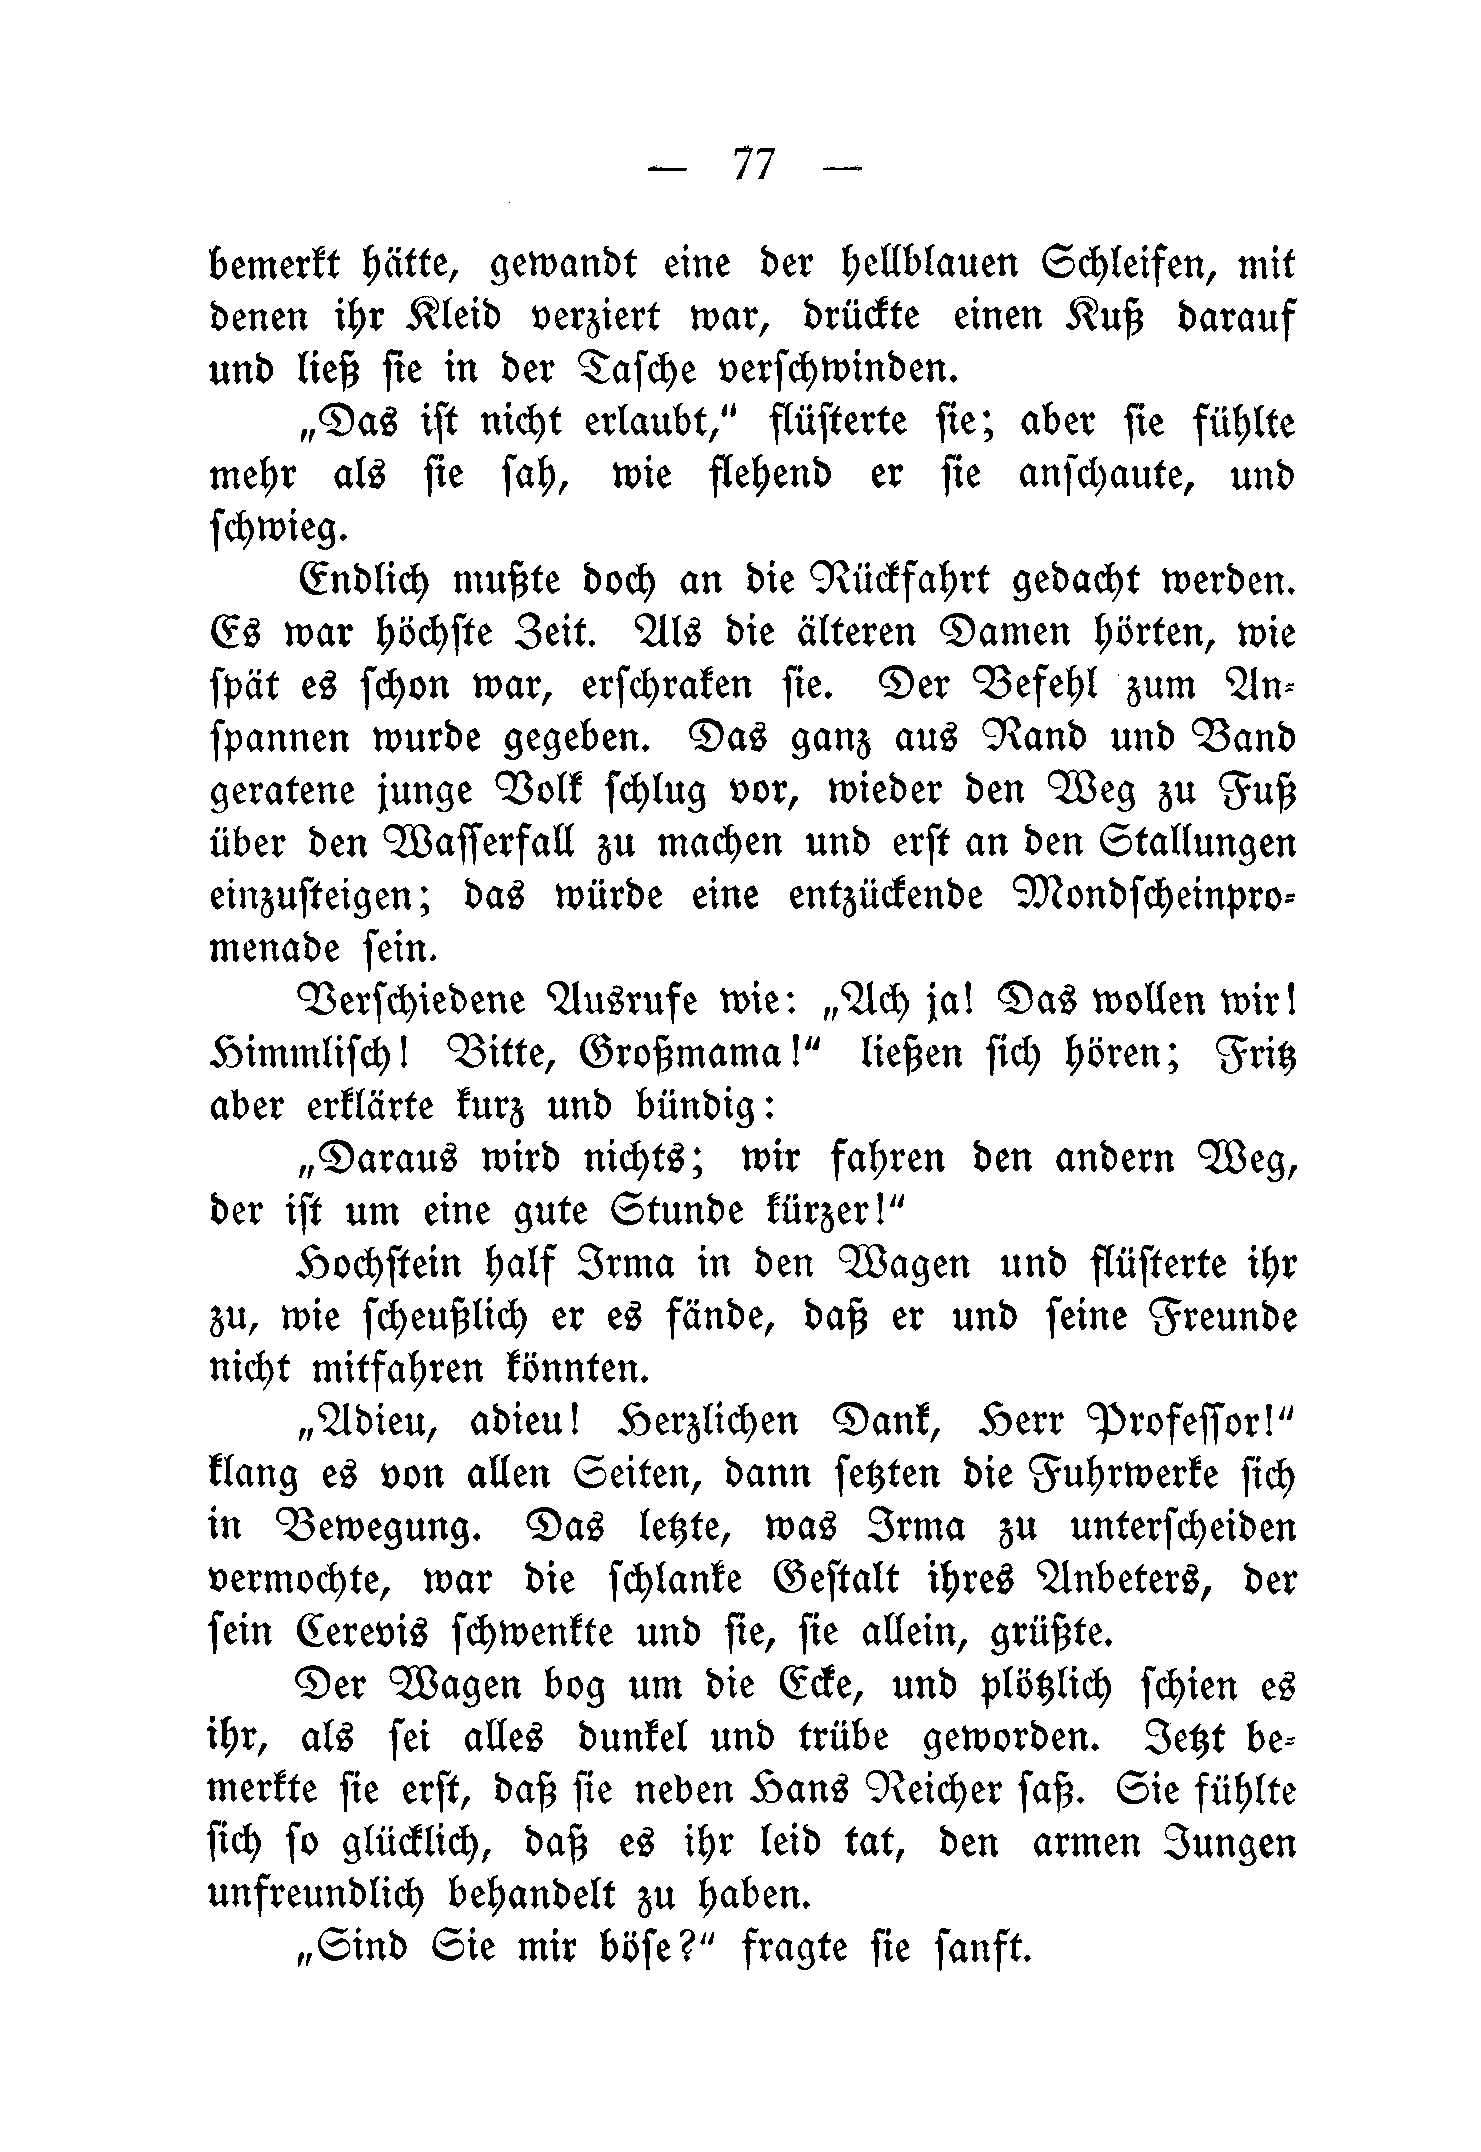 — 77 —
bemerkt hätte, gewandt eine der hellblauen Schleifen, mit
denen ihr Kleid verziert war, drückte einen Kuß darauf
und ließ sie in der Tasche verschwinden.
„Das ist nicht erlaubt,“ flüsterte sie; aber sie fühlte
mehr als sie sah, wie flehend er sie anschaute, und
schwieg.
Endlich mußte doch an die Rückfahrt gedacht werden.
Es war höchste Zeit. Als die älteren Damen hörten, wie
spät es schon war, erschraken sie. Der Befehl zum An-
spannen wurde gegeben. Das ganz aus Rand und Band
geratene junge Volk schlug vor, wieder den Weg zu Fuß
über den Wasserfall zu machen und erst an den Stallungen
einzusteigen; das würde eine entzückende Mondscheinpro-
menade sein.
Verschiedene Ausrufe wie: „Ach ja! Das wollen wir!
Himmlisch! Bitte, Großmama!“ ließen sich hören; Fritz
aber erklärte kurz und bündig:
„Daraus wird nichts; wir fahren den andern Weg,
der ist um eine gute Stunde kürzer!“
Hochstein half Irma in den Wagen und flüsterte ihr
zu, wie scheußlich er es fände, daß er und seine Freunde
nicht mitfahren könnten.
„Adieu, adieu! Herzlichen Dank, Herr Professor!“
klang es von allen Seiten, dann setzten die Fuhrwerke sich
in Bewegung. Das letzte, was Irma zu unterscheiden
vermochte, war die schlanke Gestalt ihres Anbeters, der
sein Cerevis schwenkte und sie, sie allein, grüßte.
Der Wagen bog um die Ecke, und plötzlich schien es
ihr, als sei alles dunkel und trübe geworden. Jetzt be-
merkte sie erst, daß sie neben Hans Reicher saß. Sie fühlte
sich so glücklich, daß es ihr leid tat, den armen Jungen
unfreundlich behandelt zu haben.
„Sind Sie mir böse?“ fragte sie sanft.